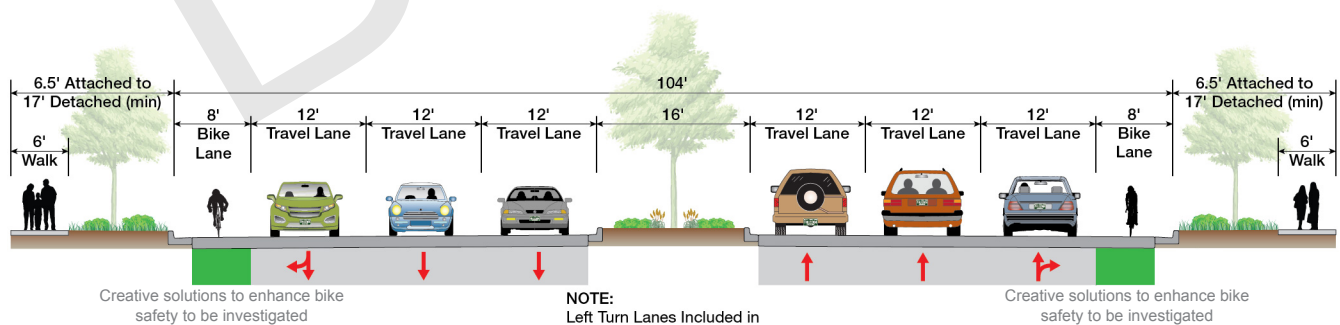 6.5' Attached to
17' Detached (min)
104'
6.5' Attached to
17' Detached (min)
6'
Walk
8'
Bike
Lane
12'
Travel Lane
12'
Travel Lane
12'
Travel Lane
16'
12'
Travel Lane
12'
Travel Lane
12'
Travel Lane
8'
Bike
Lane
6'
Walk
Creative solutions to enhance bike
safety to be investigated
NOTE:
Left Turn Lanes Included in
Creative solutions to enhance bike
safety to be investigated